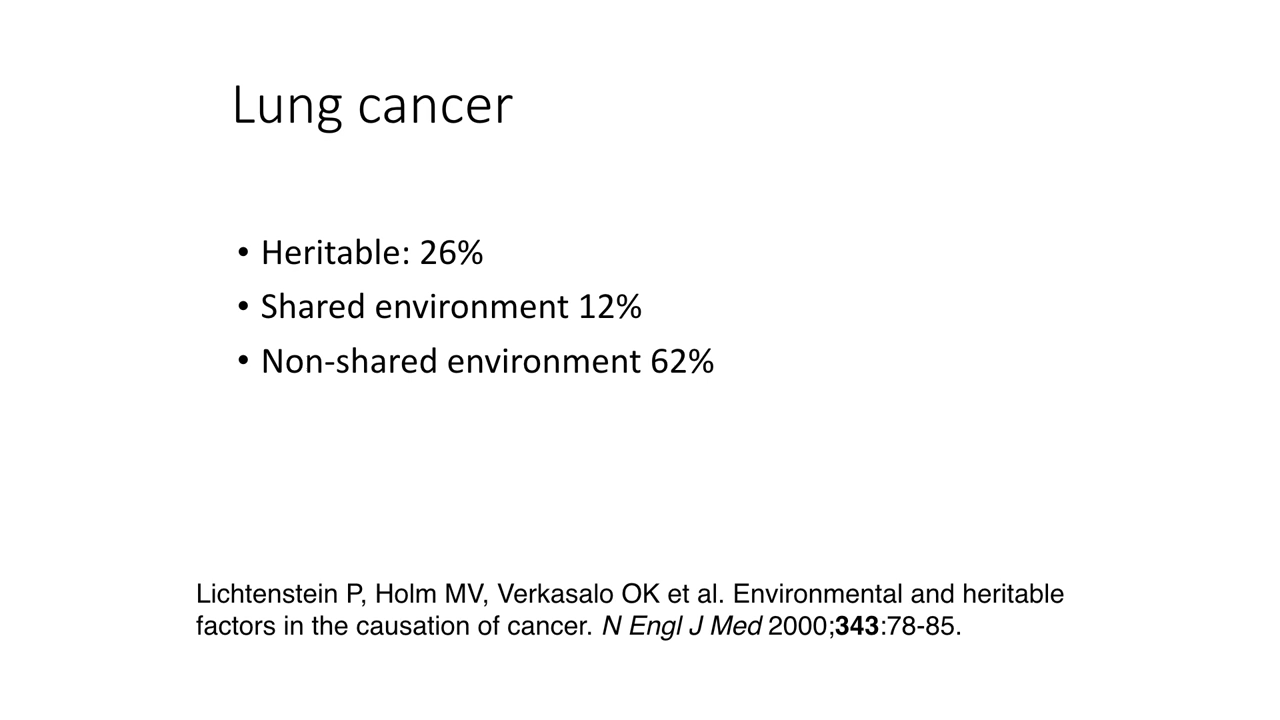 Lung cancer
• Heritable: 26%
• Shared environment 12%
• Non-shared environment 62%
Lichtenstein P, Holm MV, Verkasalo OK et al. Environmental and heritable
factors in the causation of cancer. N Engl J Med 2000;343:78-85.